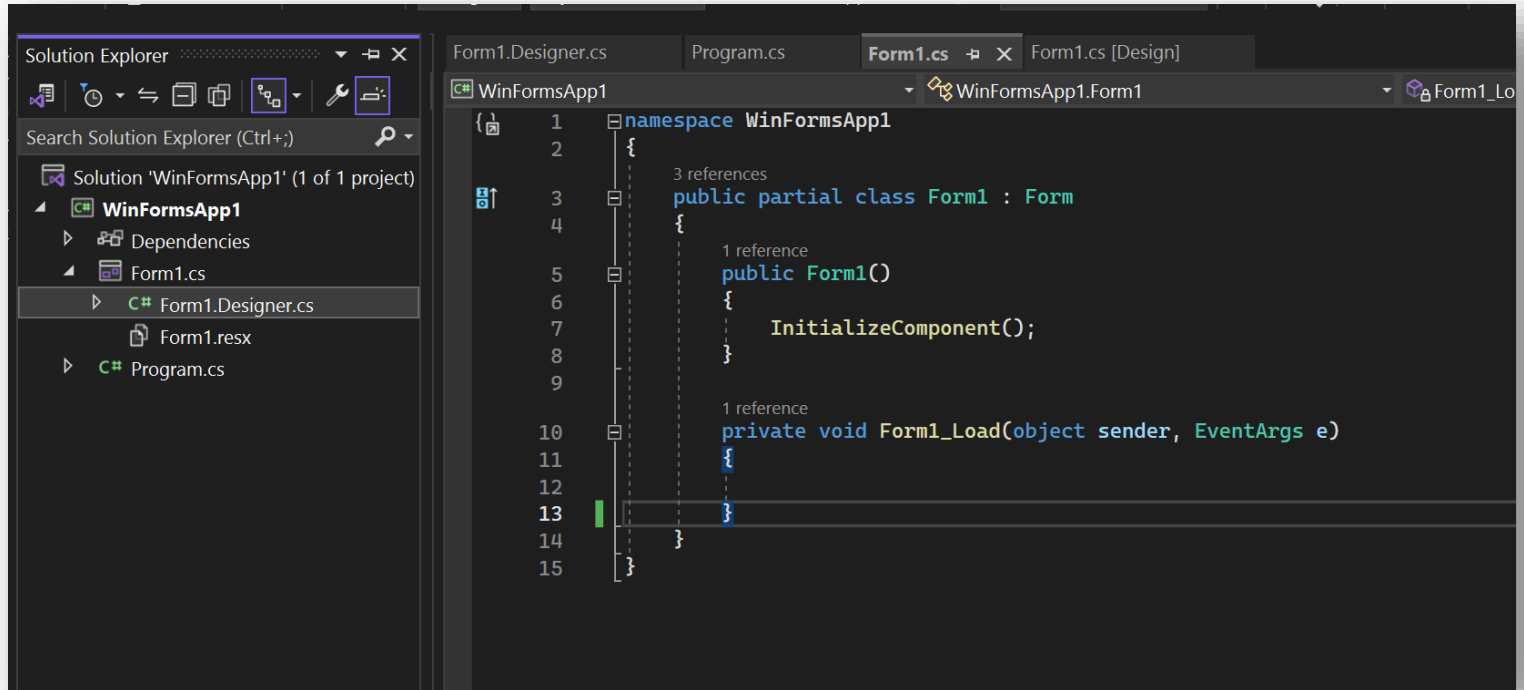 Solution Explorer
Search Solution Explorer (Ctrl+;)
Solution 'WinFormsApp1' (1 of 1 project)
C# WinFormsApp1
Dependencies
Form1.cs
C# Form1.Designer.cs
Form1.resx
C# Program.cs
Form1.Designer.cs Program.cs Form1.cs Form1.cs [Design]
C# WinFormsApp1 WinFormsApp1.Form1 Form1_Lo
1 namespace WinFormsApp1
2 {
3 references
3 public partial class Form1 : Form
4 {
1 reference
5 public Form1()
6 {
7 InitializeComponent();
8 }
9
1 reference
10 private void Form1_Load(object sender, EventArgs e)
11 {
12
13 }
14 }
15 }